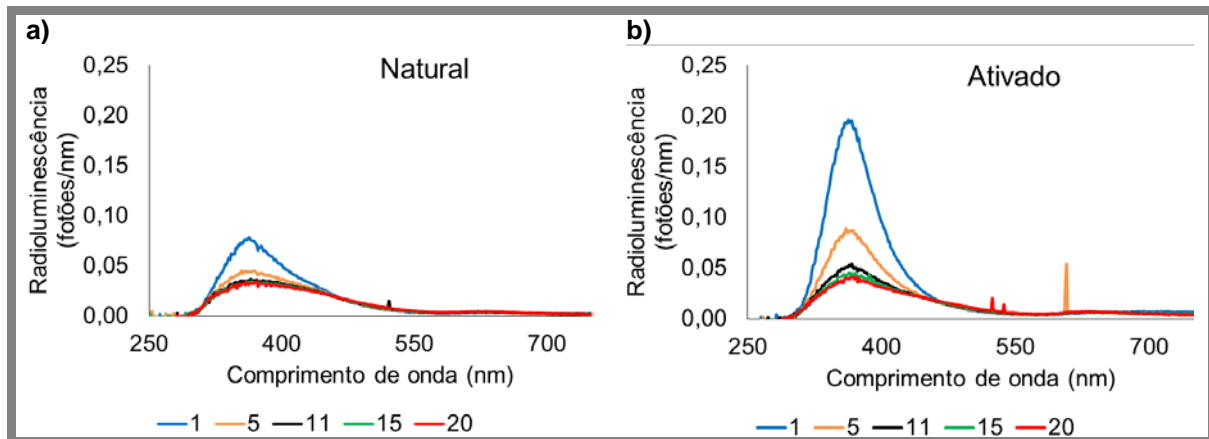 a)
Natural
0,25
0,20
0,15
0,10
0,05
0,00
Radioluminescência
(fotões/nm)
250 400 550 700
Comprimento de onda (nm)
1 5 11 15 20
b)
Ativado
0,25
0,20
0,15
0,10
0,05
0,00
Radioluminescência
(fotões/nm)
250 400 550 700
Comprimento de onda (nm)
1 5 11 15 20